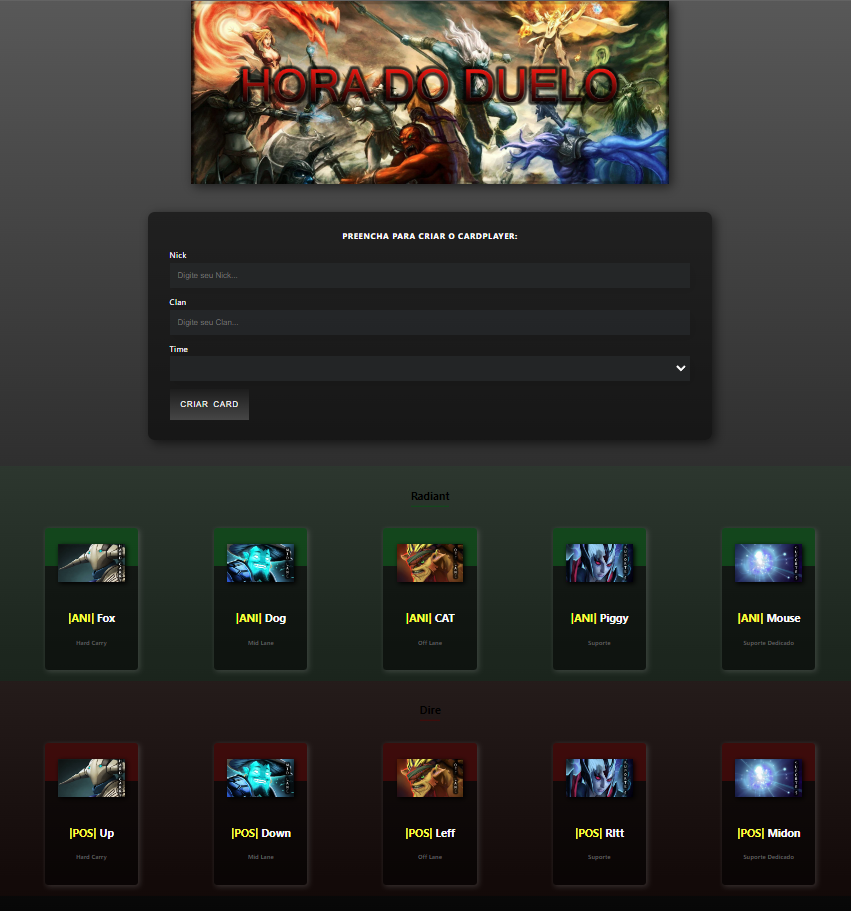 HORA DO DUELO
PREENCHA PARA CRIAR O CARDPLAYER:
Nick
Digite seu Nick...
Clan
Digite seu Clan...
Time
CRIAR CARD
Radiant
|ANI| Fox
Hard Carry
|ANI| Dog
Mid Lane
|ANI| CAT
Off Lane
|ANI| Piggy
Suporte
|ANI| Mouse
Suporte Dedicado
Dire
|POS| Up
Hard Carry
|POS| Down
Mid Lane
|POS| Leff
Off Lane
|POS| RItt
Suporte
|POS| Midon
Suporte Dedicado